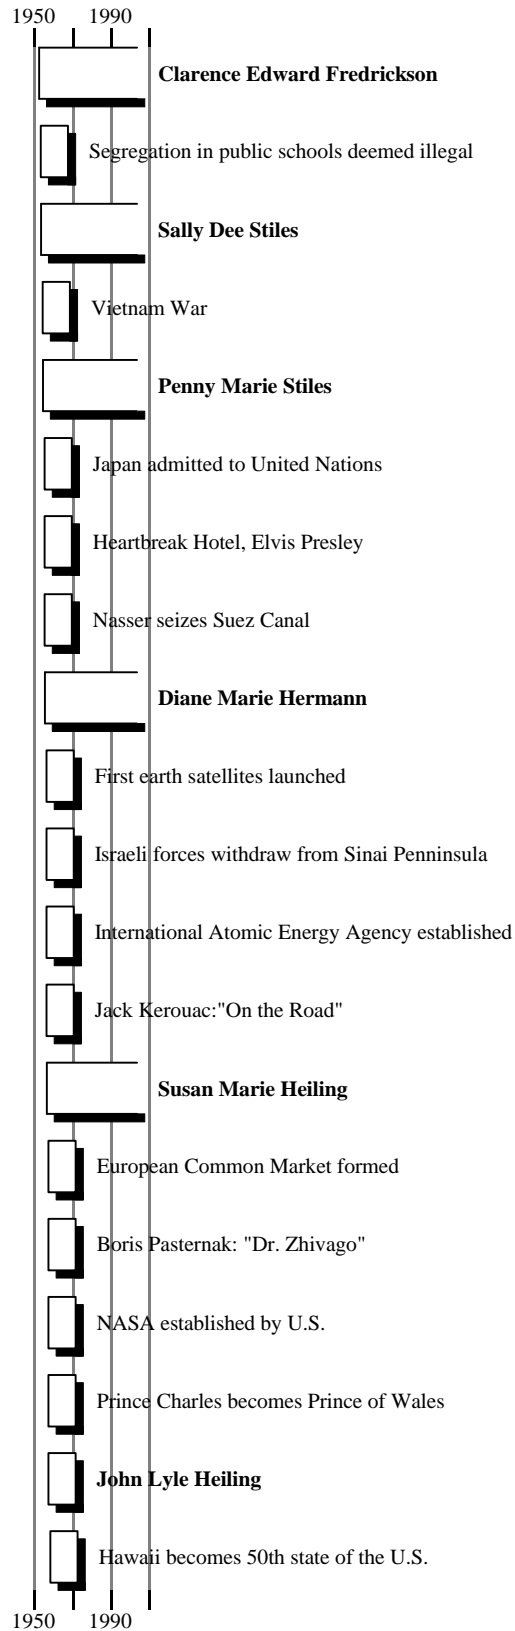 1950 1990
Clarence Edward Fredrickson
Segregation in public schools deemed illegal
Sally Dee Stiles
Vietnam War
Penny Marie Stiles
Japan admitted to United Nations
Heartbreak Hotel, Elvis Presley
Nasser seizes Suez Canal
Diane Marie Hermann
First earth satellites launched
Israeli forces withdraw from Sinai Penninsula
International Atomic Energy Agency established
Jack Kerouac:"On the Road"
Susan Marie Heiling
European Common Market formed
Boris Pasternak: "Dr. Zhivago"
NASA established by U.S.
Prince Charles becomes Prince of Wales
John Lyle Heiling
Hawaii becomes 50th state of the U.S.
1950 1990